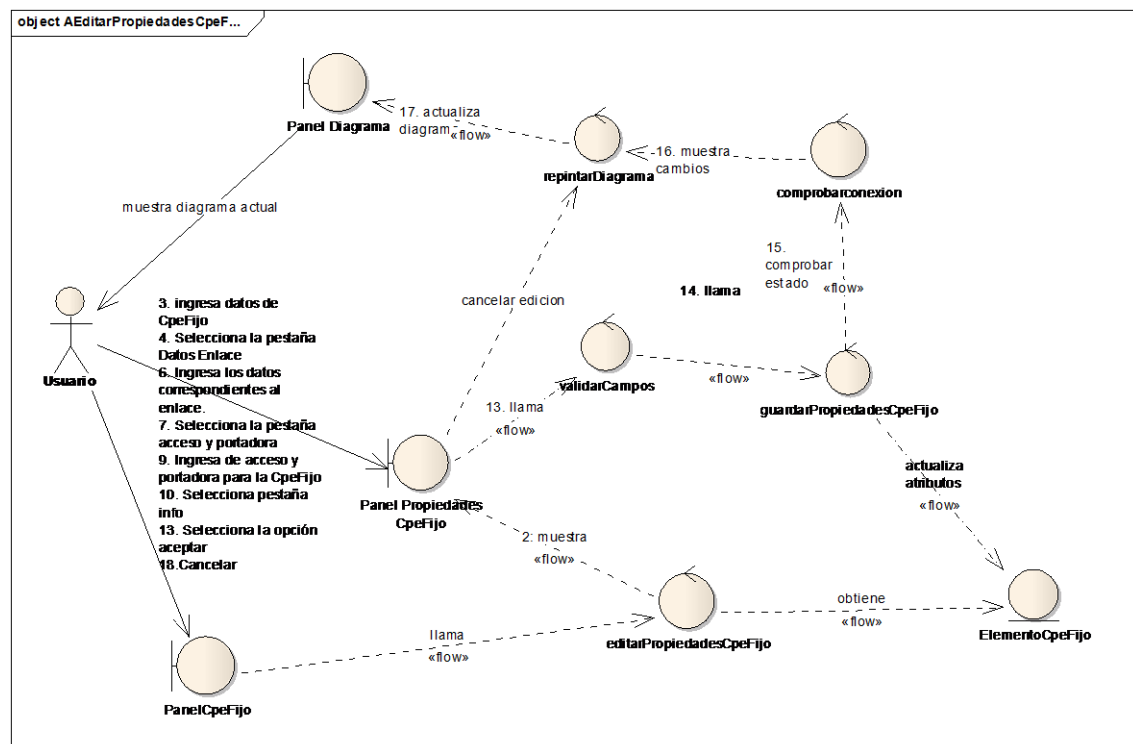 object AEditarPropiedadesCpeF...
Panel Diagrama
17. actualiza
diagram
«flow»
repintarDiagrama
16. muestra
cambios
comprobarconexion
muestra diagrama actual
15.
comprobar
estado
«flow»
14. llama
cancelar edicion
Usuario
3. ingresa datos de
CpeFijo
4. Selecciona la pestaña
Datos Enlace
6. Ingresa los datos
correspondientes al
enlace.
7. Selecciona la pestaña
acceso y portadora
9. Ingresa de acceso y
portadora para la CpeFijo
10. Selecciona pestaña
info
13. Selecciona la opción
aceptar
18.Cancelar
validarCampos
«flow»
guardarPropiedadesCpeFijo
13. llama
«flow»
Panel Propiedades
CpeFijo
actualiza
atributos
«flow»
2: muestra
«flow»
editarPropiedadesCpeFijo
obtiene
«flow»
ElementoCpeFijo
llama
«flow»
PanelCpeFijo